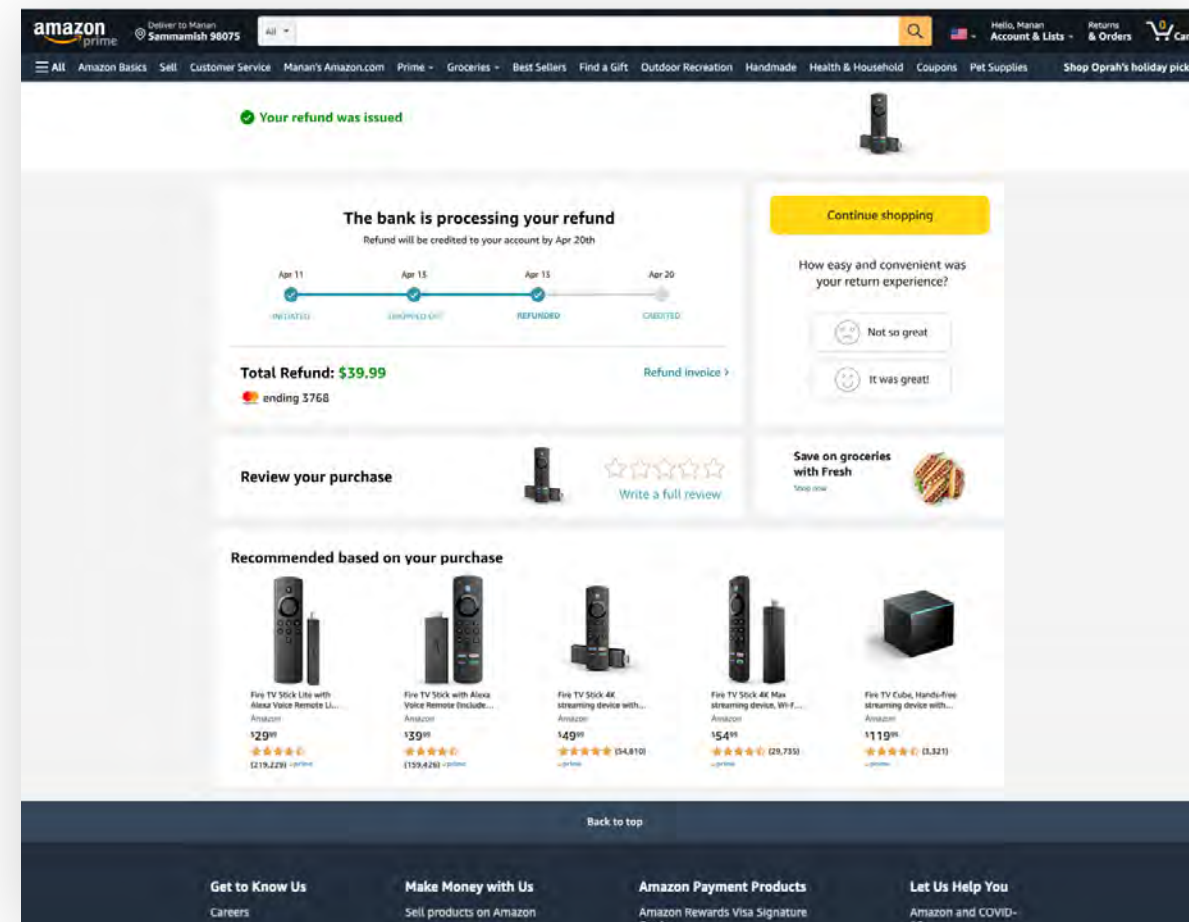 amazon
prime
Deliver to Manan
Sammamish 98075
All
Hello, Manan
Account & Lists
Returns
& Orders
0
Car
All Amazon Basics Sell Customer Service Manan's Amazon.com Prime Groceries Best Sellers Find a Gift Outdoor Recreation Handmade Health & Household Coupons Pet Supplies Shop Oprah's holiday pick
Your refund was issued
The bank is processing your refund
Refund will be credited to your account by Apr 20th
Apr 11 Apr 13 Apr 15 Apr 20
INITIATED REFUNDED CREDITED
Total Refund: $39.99
Refund invoice >
ending 3768
Continue shopping
How easy and convenient was
your return experience?
Not so great
It was great!
Review your purchase
Write a full review
Save on groceries
with Fresh
Shop now
Recommended based on your purchase
Fire TV Stick Lite with
Alexa Voice Remote Li...
Amazon
$29.99
(219,229) prime
Fire TV Stick with Alexa
Voice Remote (include...
Amazon
$39.99
(159,426) prime
Fire TV Stick 4K
streaming device with...
Amazon
$49.99
(54,810)
prime
Fire TV Stick 4K Max
streaming device, Wi-F...
Amazon
$54.99
(29,735)
prime
Fire TV Cube, Hands-free
streaming device with...
Amazon
$119.99
(3,321)
prime
Back to top
Get to Know Us
Careers
Make Money with Us
Sell products on Amazon
Amazon Payment Products
Amazon Rewards Visa Signature
Let Us Help You
Amazon and COVID-